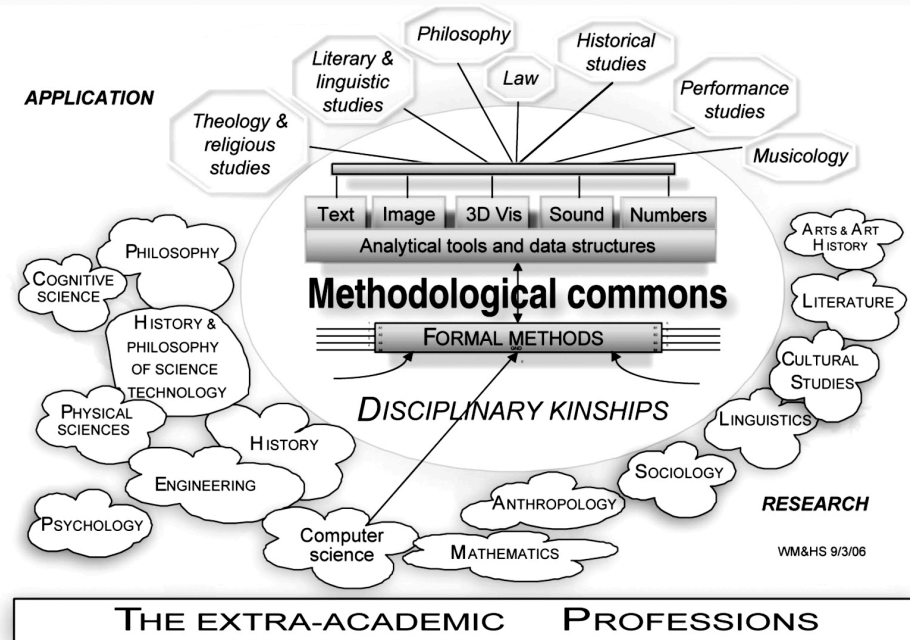 APPLICATION
Philosophy
Historical
studies
Literary &
linguistic
studies
Law
Performance
studies
Theology &
religious
studies
Musicology
Text Image 3D Vis Sound Numbers
Analytical tools and data structures
Methodological commons
FORMAL METHODS
DISCIPLINARY KINSHIPS
PHILOSOPHY
COGNITIVE
SCIENCE
HISTORY &
PHILOSOPHY
OF SCIENCE
TECHNOLOGY
PHYSICAL
SCIENCES
HISTORY
ENGINEERING
PSYCHOLOGY
Computer
science
MATHEMATICS
ANTHROPOLOGY
SOCIOLOGY
LINGUISTICS
CULTURAL
STUDIES
LITERATURE
ARTS & ART
HISTORY
RESEARCH
WM&HS 9/3/06
THE EXTRA-ACADEMIC PROFESSIONS